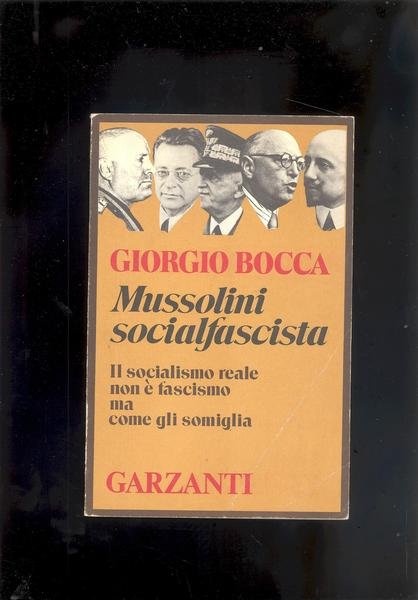 GIORGIO BOCCA
Mussolini
socialfascista
Il socialismo reale
non è fascismo
ma
come gli somiglia
GARZANTI